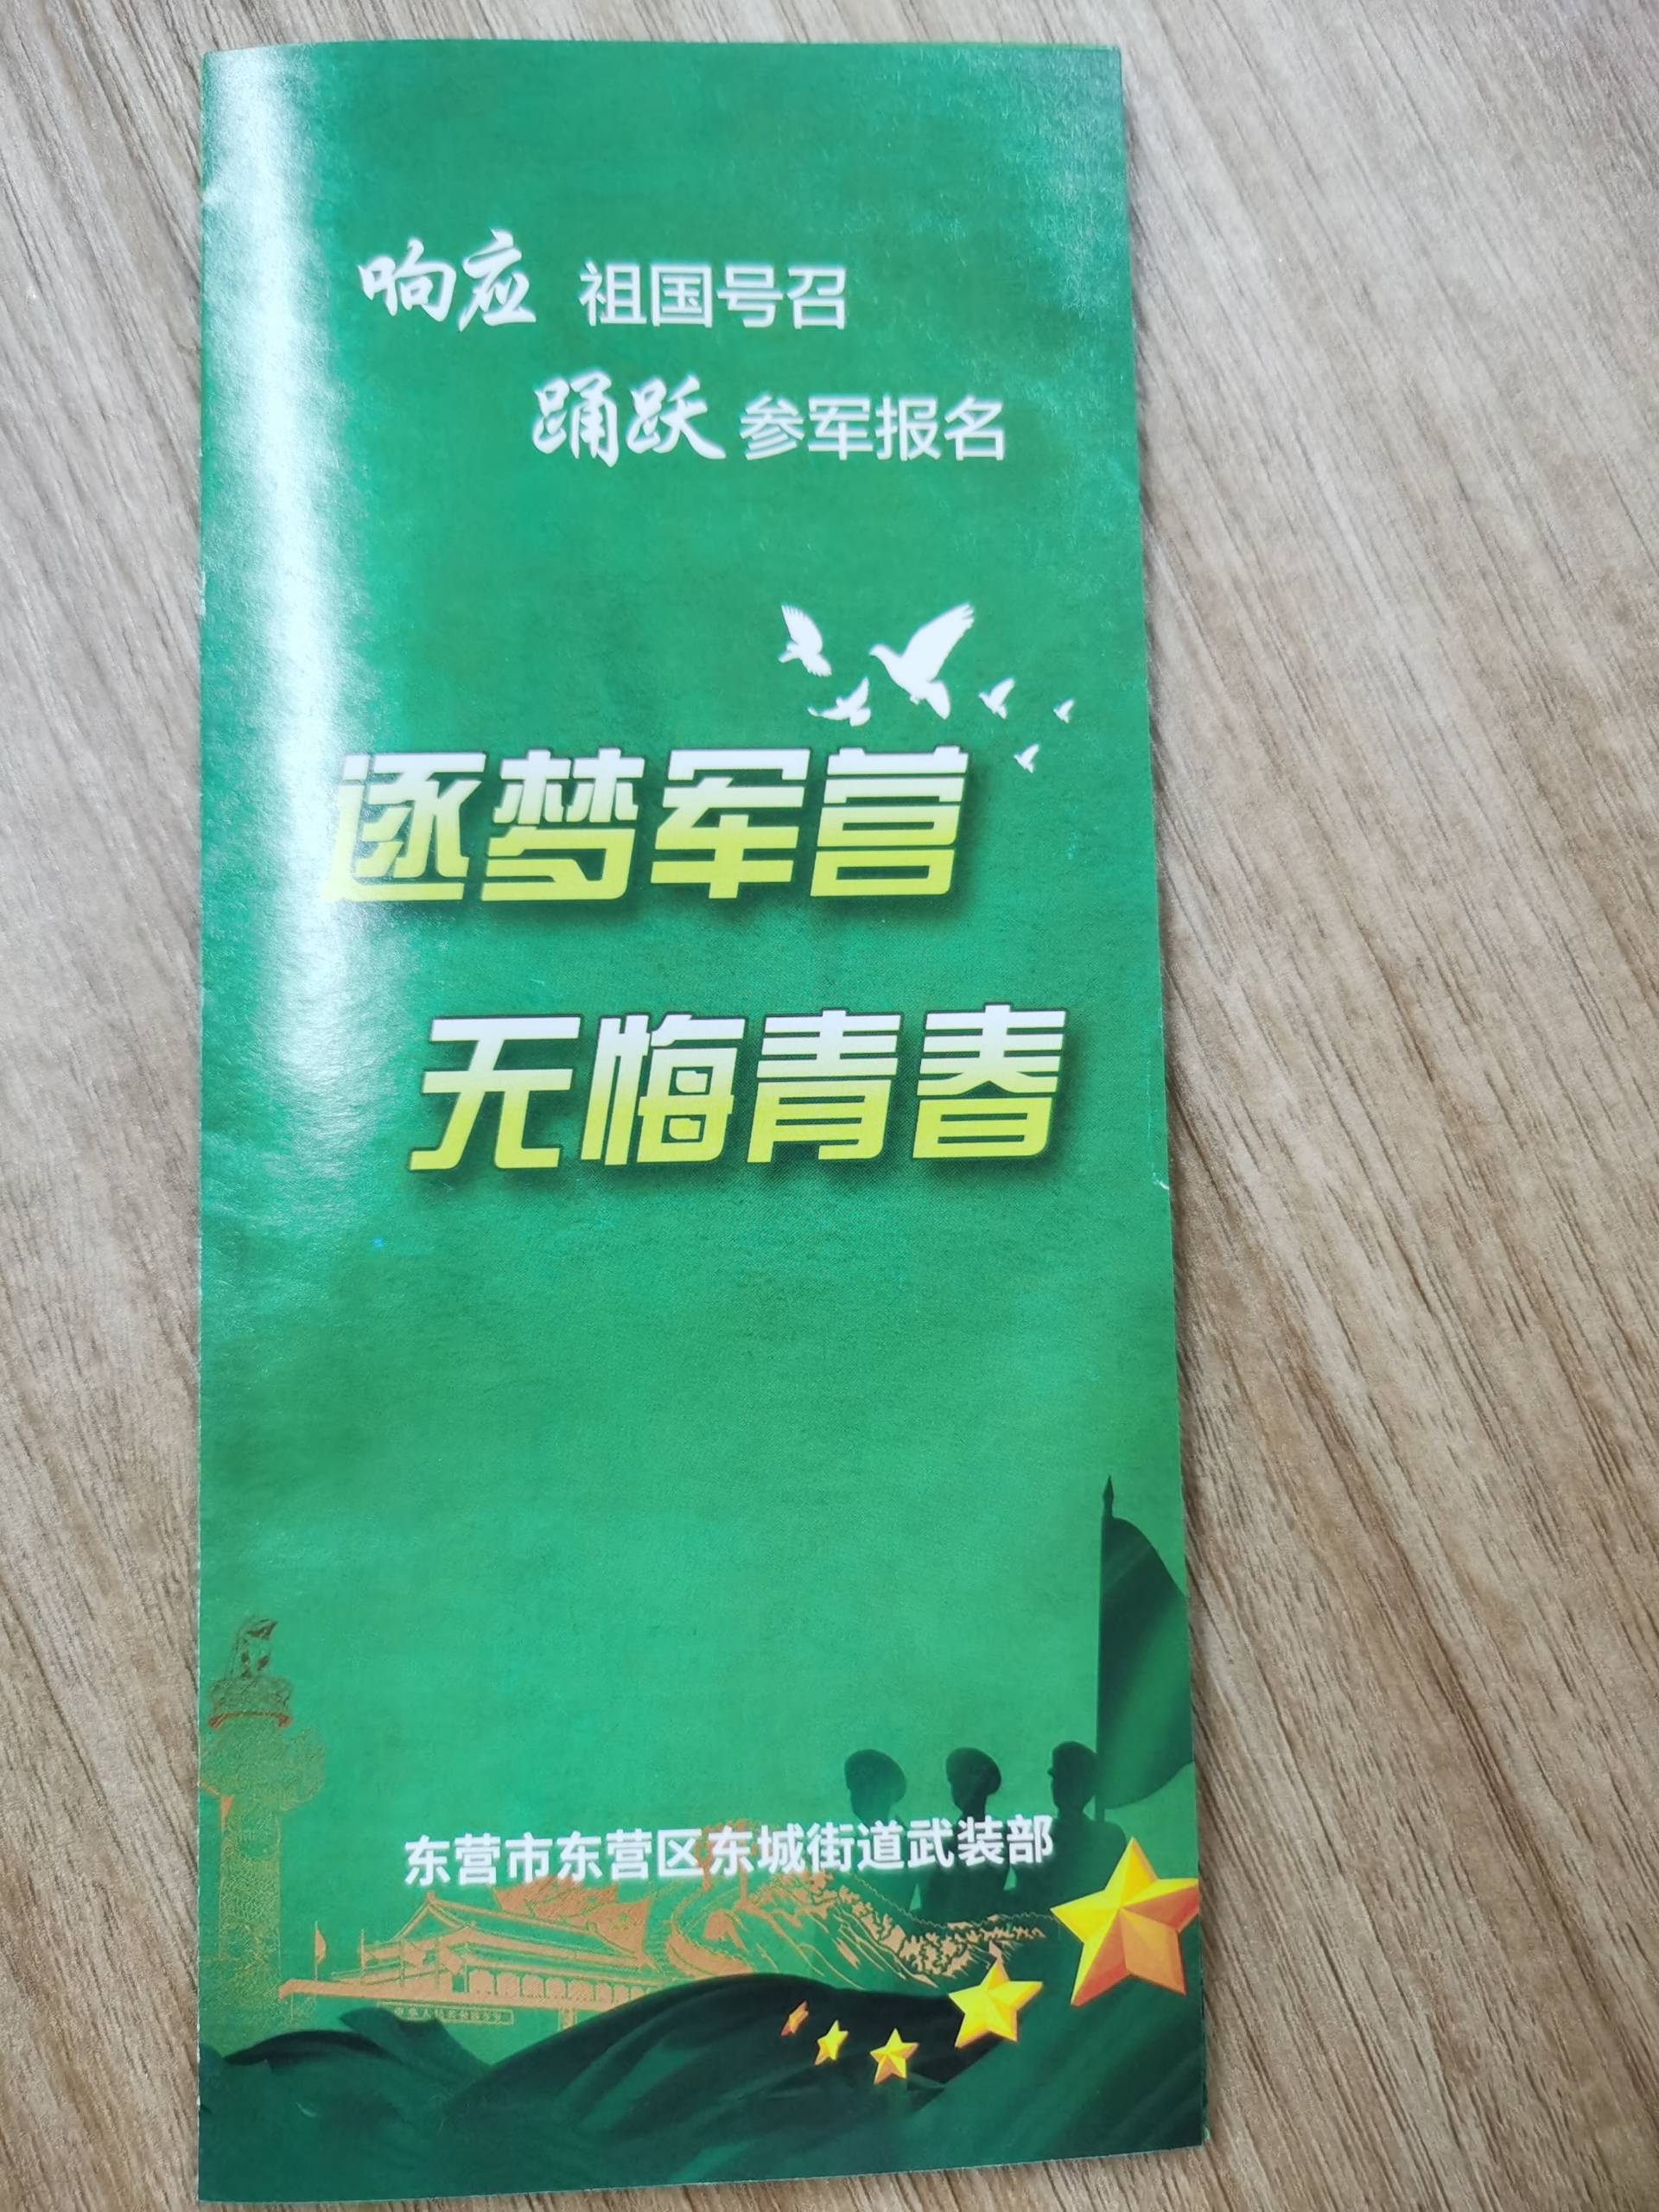 响应 祖国号召
踊跃 参军报名
逐梦军营
无悔青春
东营市东营区东城街道武装部